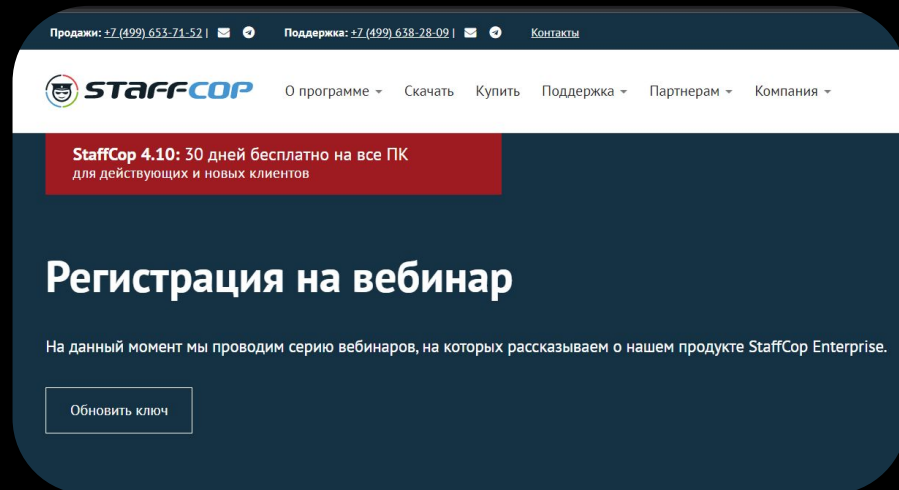 Продажи: +7 (499) 653-71-52 | Поддержка: +7 (499) 638-28-09 | Контакты
STAFFCOP О программе Скачать Купить Поддержка Партнерам Компания
StaffCop 4.10: 30 дней бесплатно на все ПК
для действующих и новых клиентов
Регистрация на вебинар
На данный момент мы проводим серию вебинаров, на которых рассказываем о нашем продукте StaffCop Enterprise.
Обновить ключ